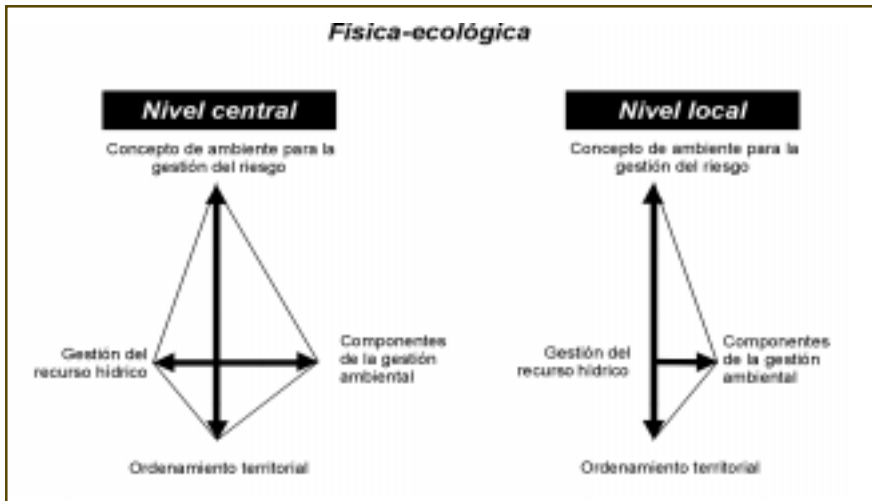 Física-ecológica
Nivel central
Concepto de ambiente para la
gestión del riesgo
Gestión del
recurso hídrico
Componentes
de la gestión
ambiental
Ordenamiento territorial
Nivel local
Concepto de ambiente para la
gestión del riesgo
Gestión del
recurso hídrico
Componentes
de la gestión
ambiental
Ordenamiento territorial